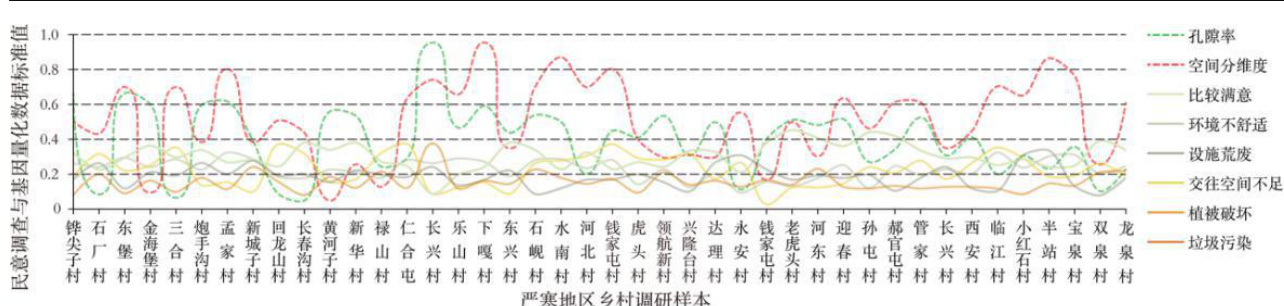 民意调查与基因量化数据标准值
1.0
0.8
0.6
0.4
0.2
0
铧尖子村
石厂村
东堡村
金海堡村
三合村
炮手沟村
孟家村
新城子村
回龙山村
长春沟村
黄河子村
新华村
禄山村
仁合屯
长兴村
乐山村
下嘎村
东兴村
石岘村
水南村
河北村
钱家屯村
虎头村
领航新村
兴隆台村
达理村
永安村
钱家屯村
老虎头村
河东村
迎春村
孙屯村
郝官屯村
管家村
长兴村
西安村
临江村
小红石村
半站村
宝泉村
双泉村
龙泉村
严寒地区乡村调研样本
孔隙率
空间分维度
比较满意
环境不舒适
设施荒废
交往空间不足
植被破坏
垃圾污染